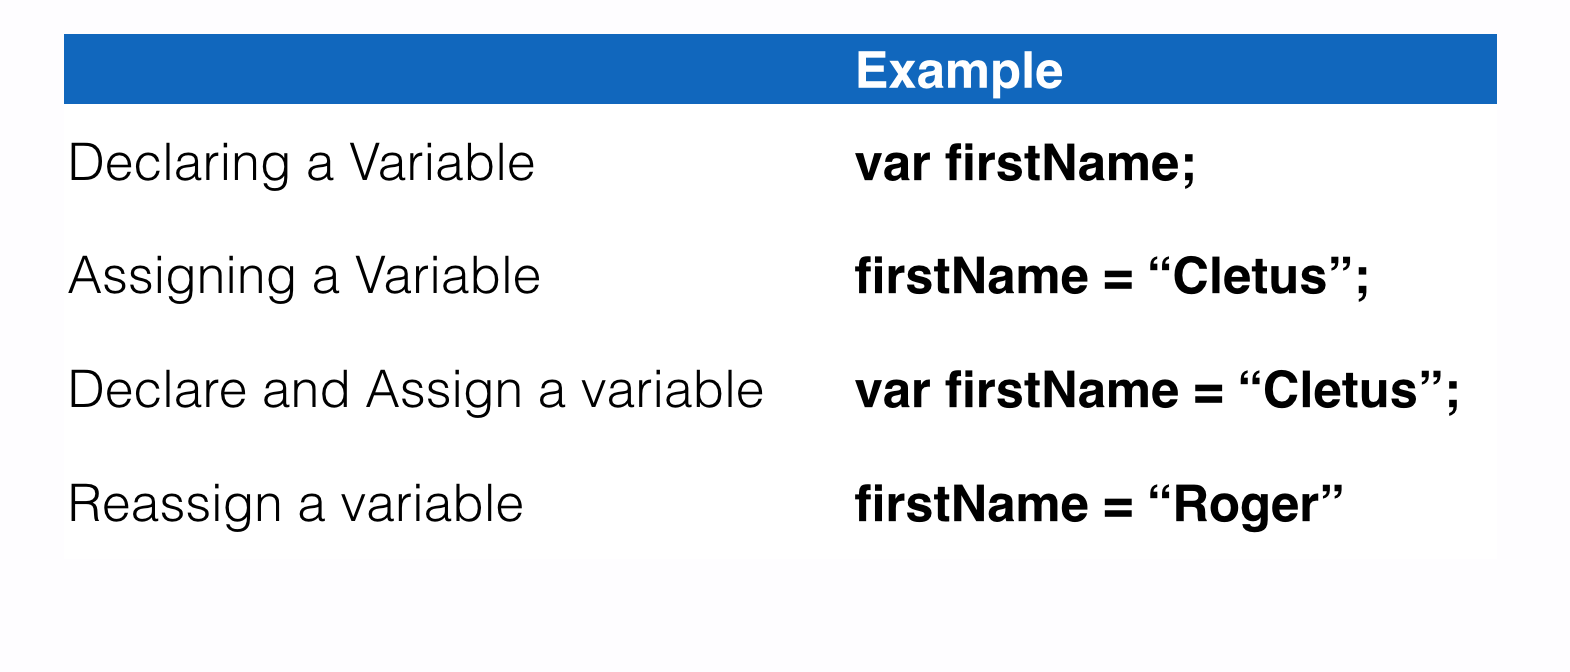 Example
Declaring a Variable var firstName;
Assigning a Variable firstName = “Cletus”;
Declare and Assign a variable var firstName = “Cletus”;
Reassign a variable firstName = “Roger”